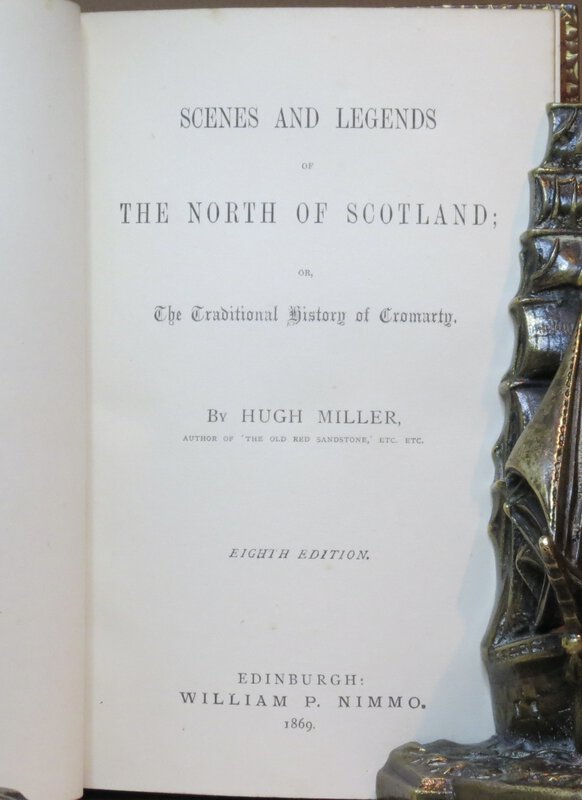 SCENES AND LEGENDS
OF
THE NORTH OF SCOTLAND;
OR,
The Traditional History of Cromarty.
BY HUGH MILLER,
AUTHOR OF 'THE OLD RED SANDSTONE,' ETC. ETC.
EIGHTH EDITION.
EDINBURGH:
WILLIAM P. NIMMO.
1869.